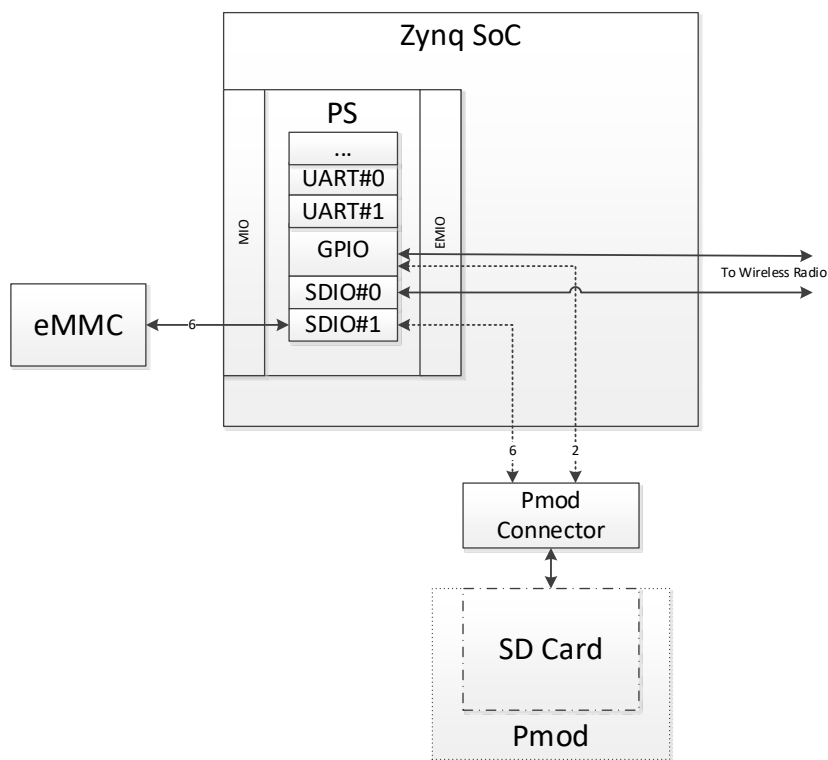 Zynq SoC
PS
...
UART#0
UART#1
GPIO
SDIO#0
SDIO#1
MIO
EMIO
To Wireless Radio
eMMC
6
6
2
Pmod
Connector
SD Card
Pmod